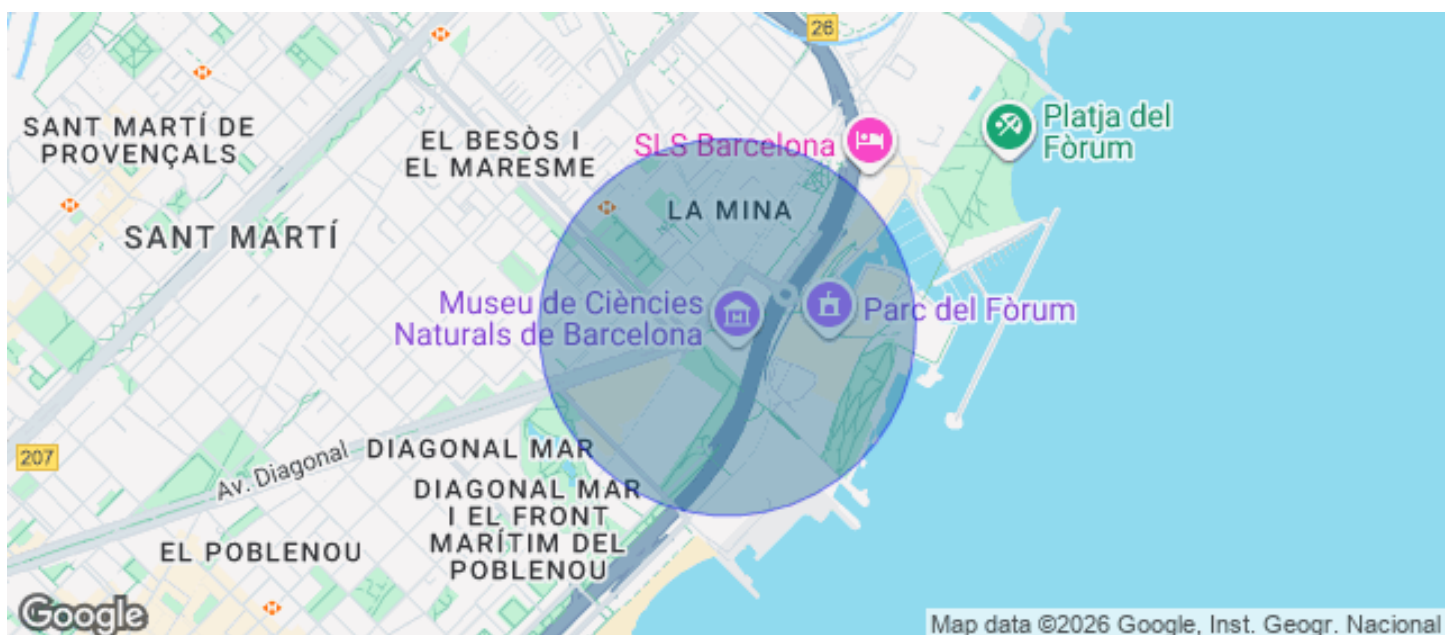 26
Platja del
Fòrum
SANT MARTÍ DE
PROVENÇALS
EL BESÒS I
EL MARESME
SLS Barcelona
LA MINA
SANT MARTÍ
Museu de Ciències
Naturals de Barcelona
Parc del Fòrum
207
Av. Diagonal
DIAGONAL MAR
DIAGONAL MAR
I EL FRONT
MARÍTIM DEL
POBLENOU
EL POBLENOU
Google
Map data ©2026 Google, Inst. Geogr. Nacional